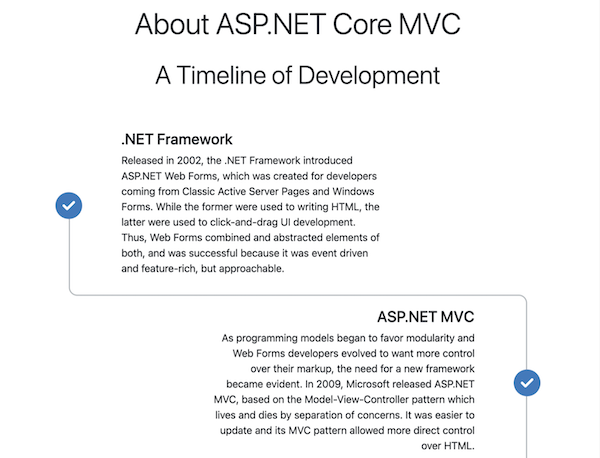 About ASP.NET Core MVC
A Timeline of Development
.NET Framework
Released in 2002, the .NET Framework introduced
ASP.NET Web Forms, which was created for developers
coming from Classic Active Server Pages and Windows
Forms. While the former were used to writing HTML, the
latter were used to click-and-drag UI development.
Thus, Web Forms combined and abstracted elements of
both, and was successful because it was event driven
and feature-rich, but approachable.
ASP.NET MVC
As programming models began to favor modularity and
Web Forms developers evolved to want more control
over their markup, the need for a new framework
became evident. In 2009, Microsoft released ASP.NET
MVC, based on the Model-View-Controller pattern which
lives and dies by separation of concerns. It was easier to
update and its MVC pattern allowed more direct control
over HTML.